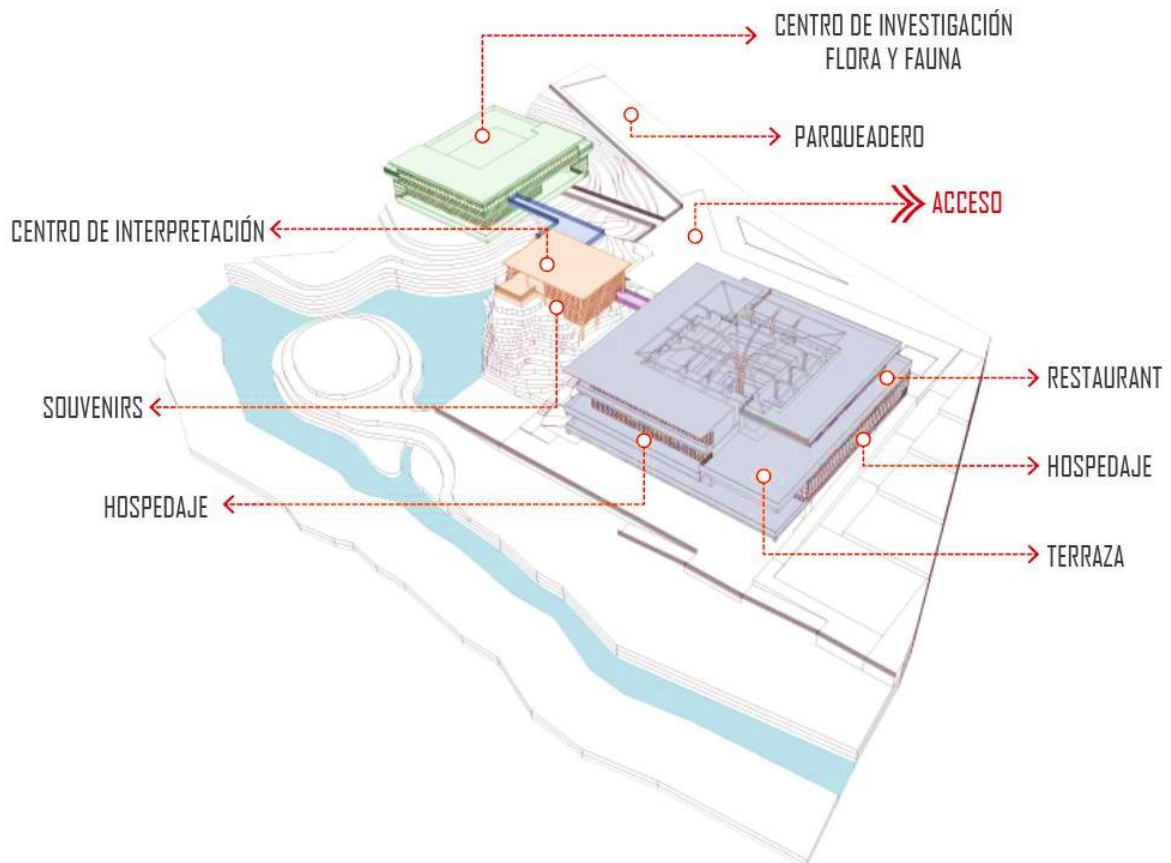 CENTRO DE INVESTIGACIÓN
FLORA Y FAUNA
PARQUEADERO
ACCESO
CENTRO DE INTERPRETACIÓN
RESTAURANT
SOUVENIRS
HOSPEDAJE
HOSPEDAJE
TERRAZA